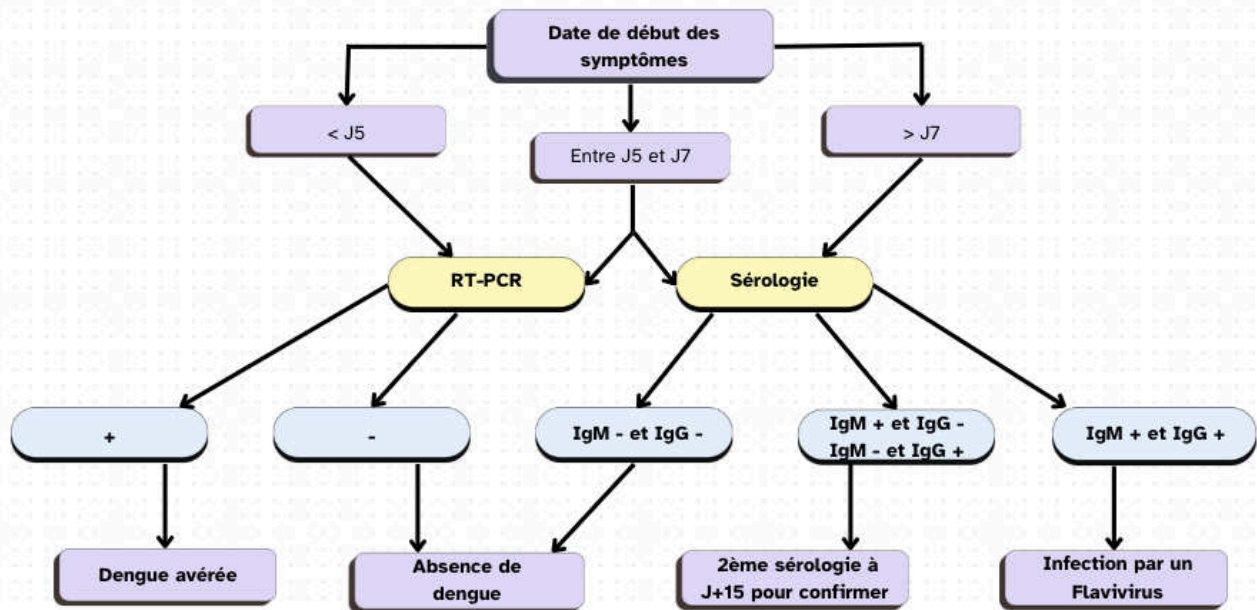 Date de début des
symptômes
< J5
Entre J5 et J7
> J7
RT-PCR
Sérologie
+
-
IgM - et IgG -
IgM + et IgG -
IgM - et IgG +
IgM + et IgG +
Dengue avérée
Absence de
dengue
2ème sérologie à
J+15 pour confirmer
Infection par un
Flavivirus